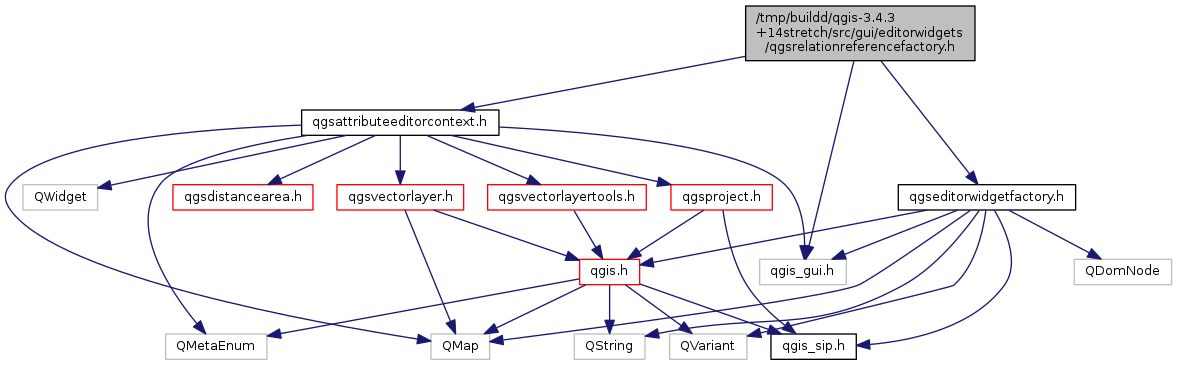 /tmp/buildd/qgis-3.4.3
+14stretch/src/gui/editorwidgets
/qgsrelationreferencefactory.h
qgsattributeeditorcontext.h
QWidget
qgsdistancearea.h
qgsvectorlayer.h
qgsvectorlayertools.h
qgsproject.h
qgseditorwidgetfactory.h
qgis.h
qgis_gui.h
QDomNode
QMetaEnum
QMap
QString
QVariant
qgis_sip.h